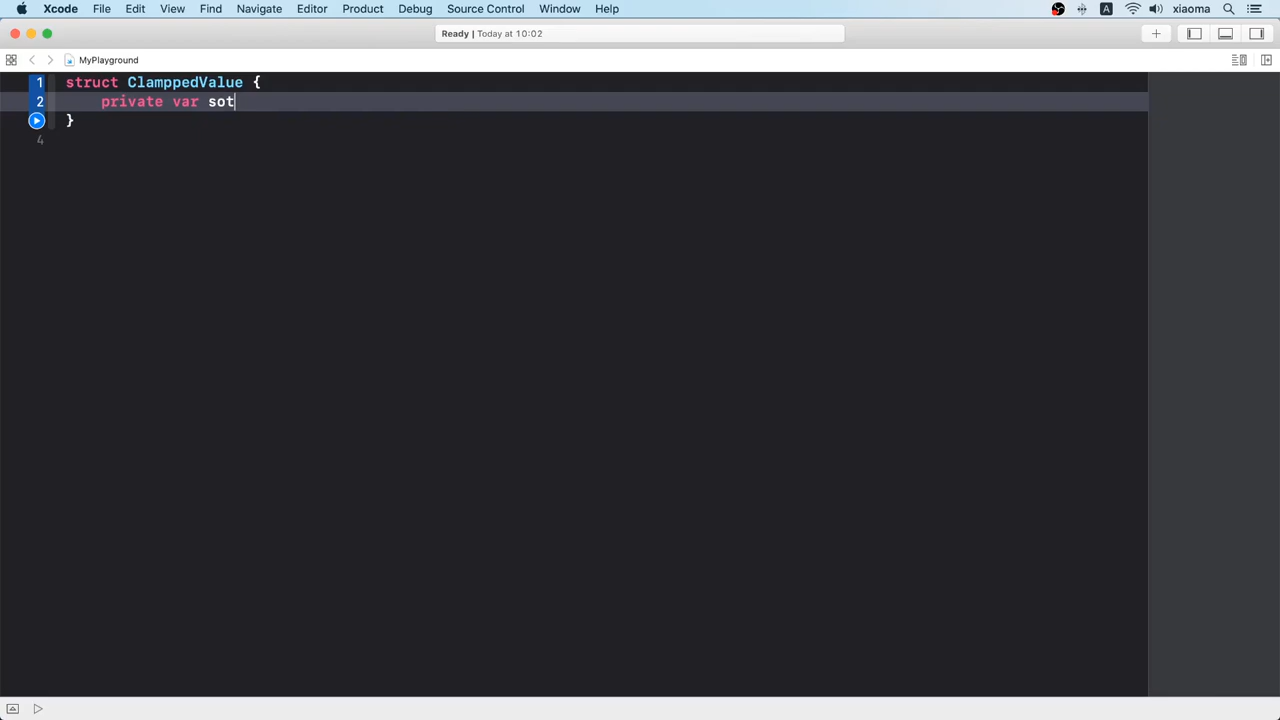 Xcode File Edit View Find Navigate Editor Product Debug Source Control Window Help A xiaoma
Ready | Today at 10:02
MyPlayground
1 struct ClamppedValue {
2 private var sot
}
4